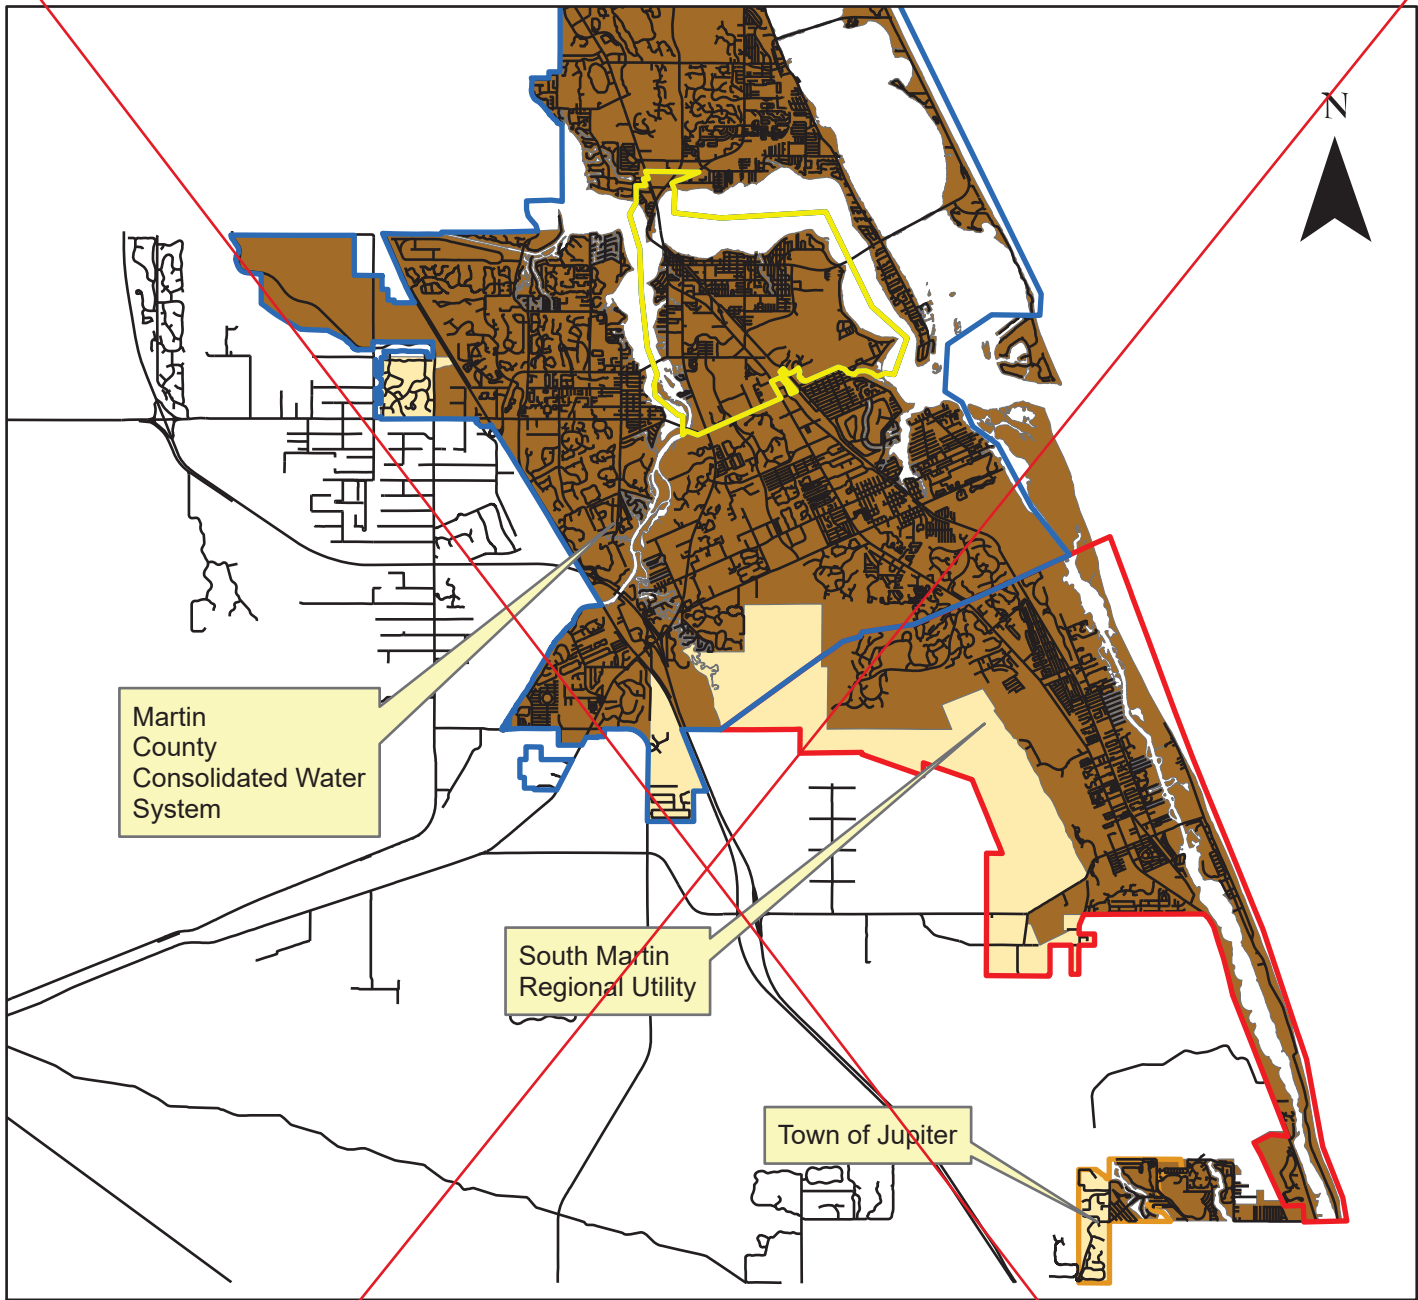 N
Martin
County
Consolidated Water
System
South Martin
Regional Utility
Town of Jupiter